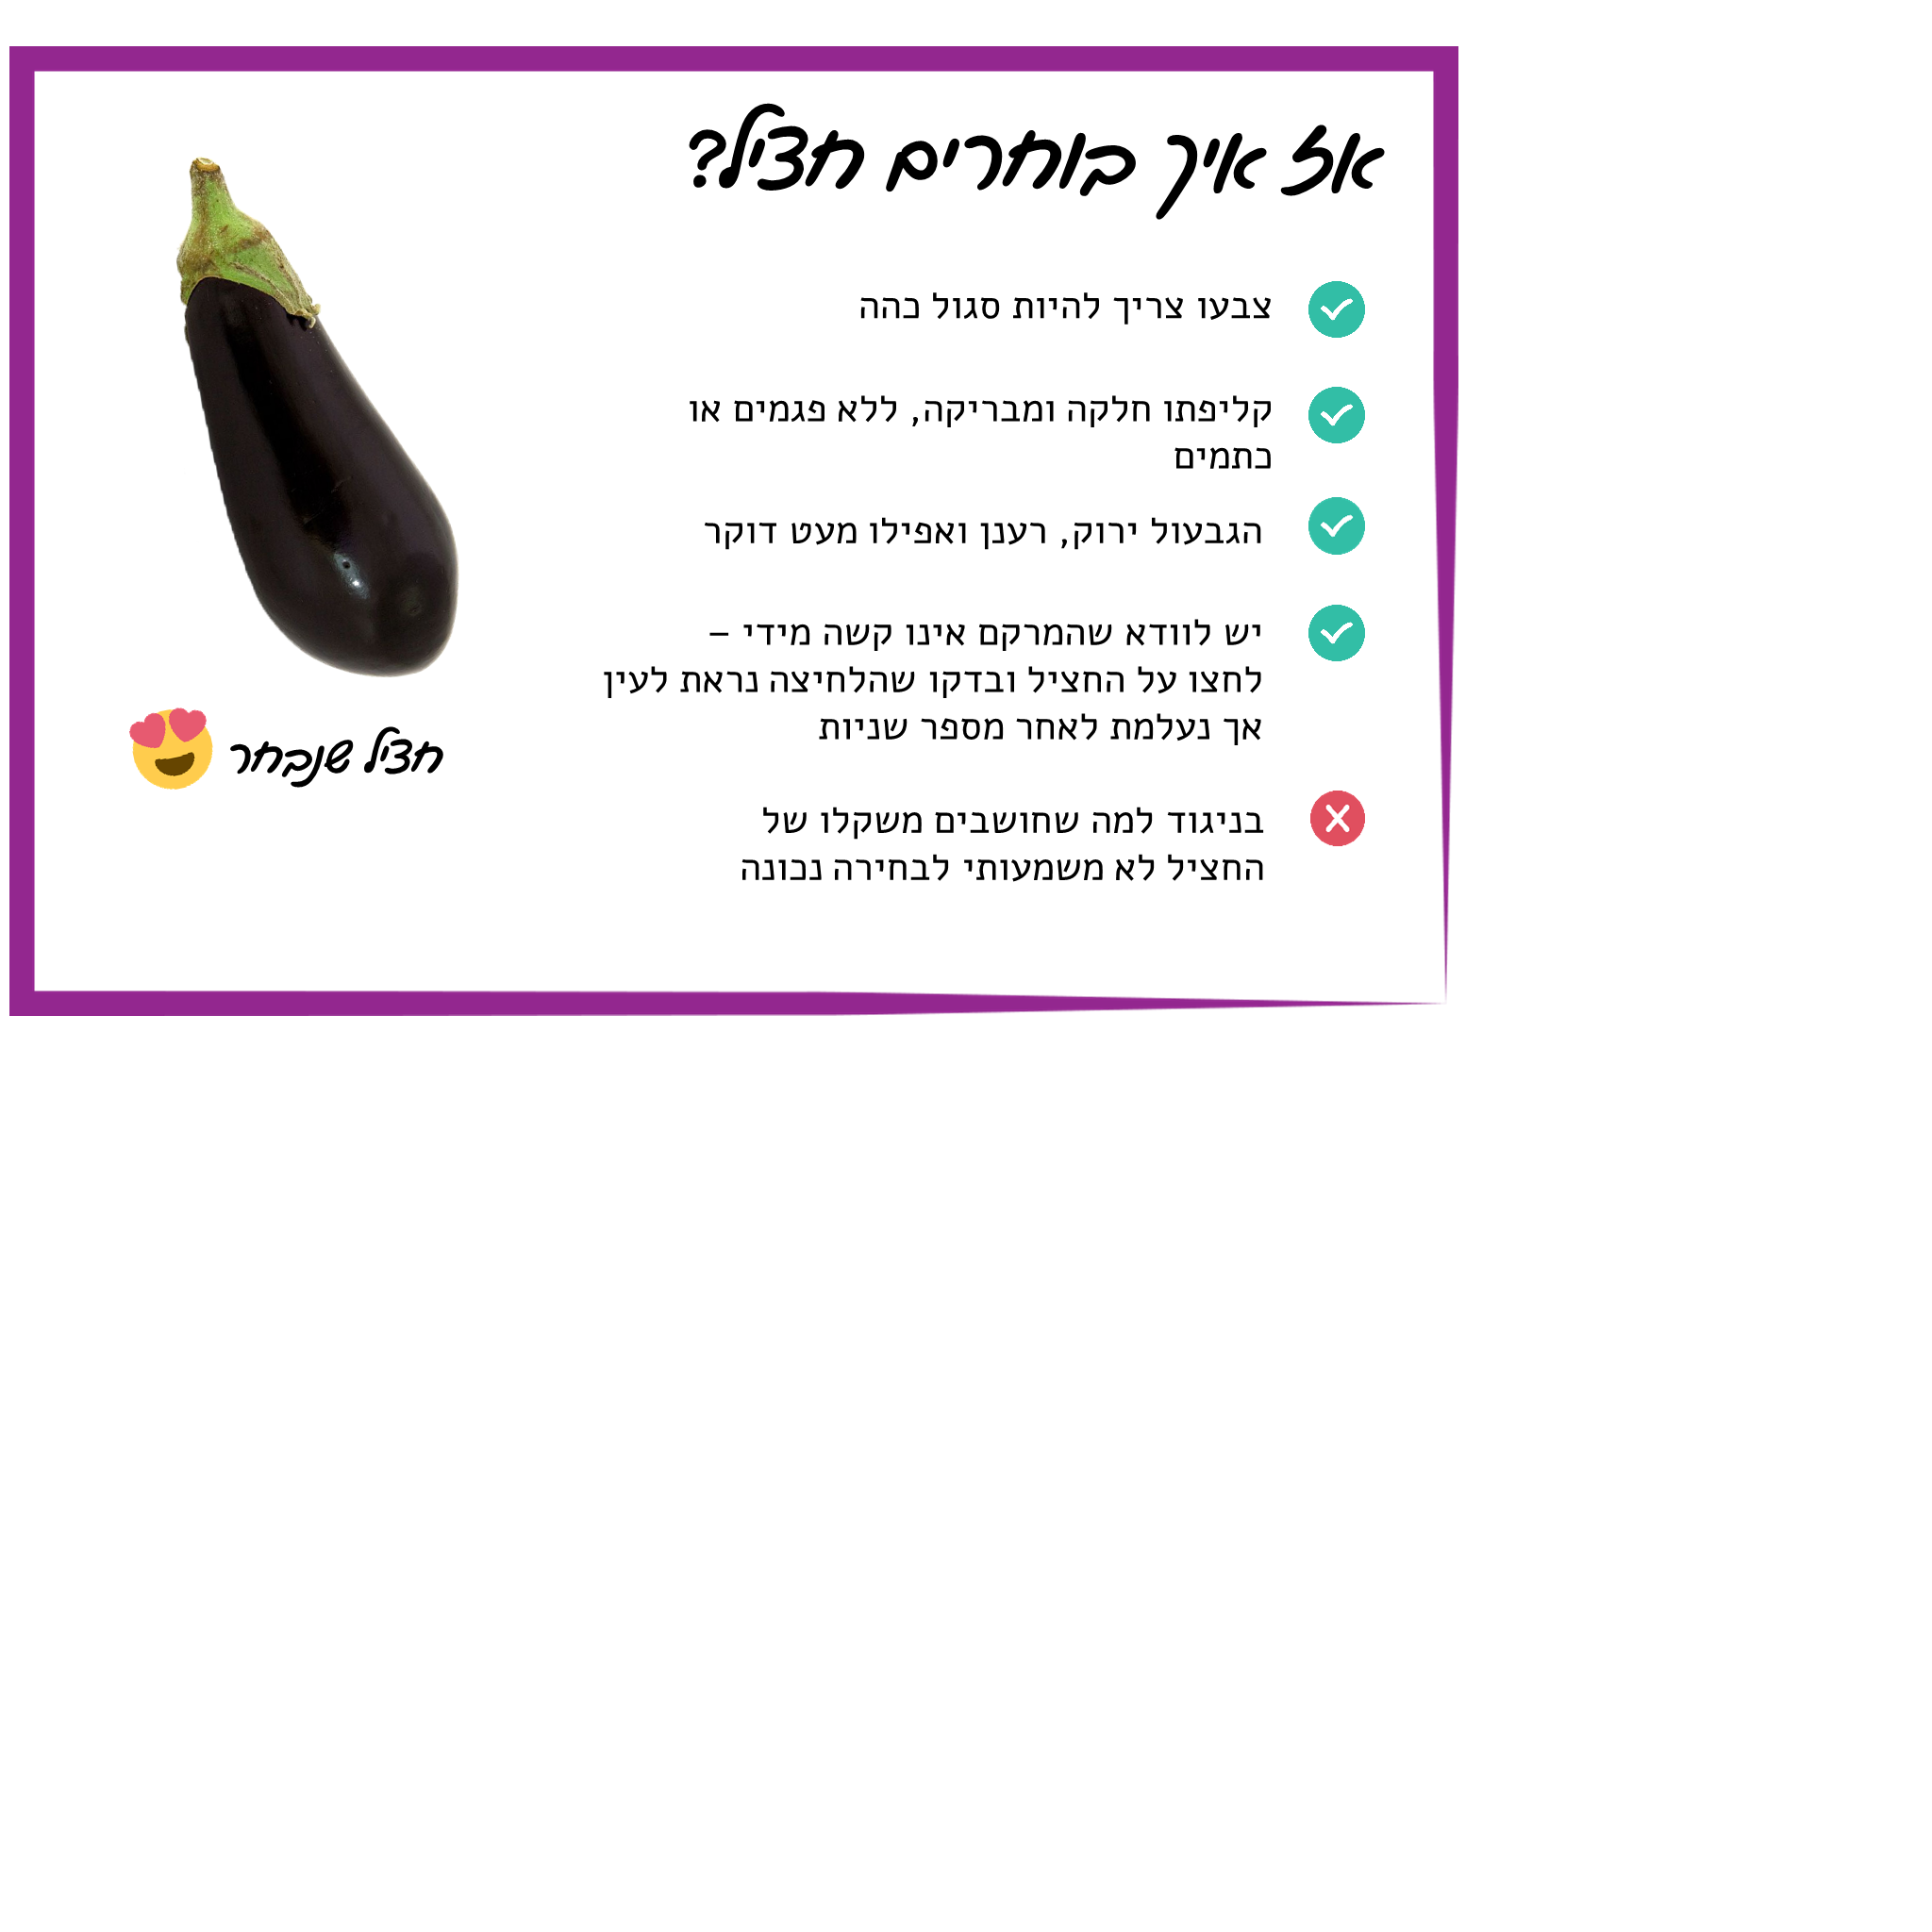 אז איך בוחרים חציל?
צבעו צריך להיות סגול כהה
קליפתו חלקה ומבריקה, ללא פגמים או
כתמים
הגבעול ירוק, רענן ואפילו מעט דוקר
יש לוודא שהמרקם אינו קשה מידי –
לחצו על החציל ובדקו שהלחיצה נראת לעין
אך נעלמת לאחר מספר שניות
בניגוד למה שחושבים משקלו של
החציל לא משמעותי לבחירה נכונה
חציל שנבחר